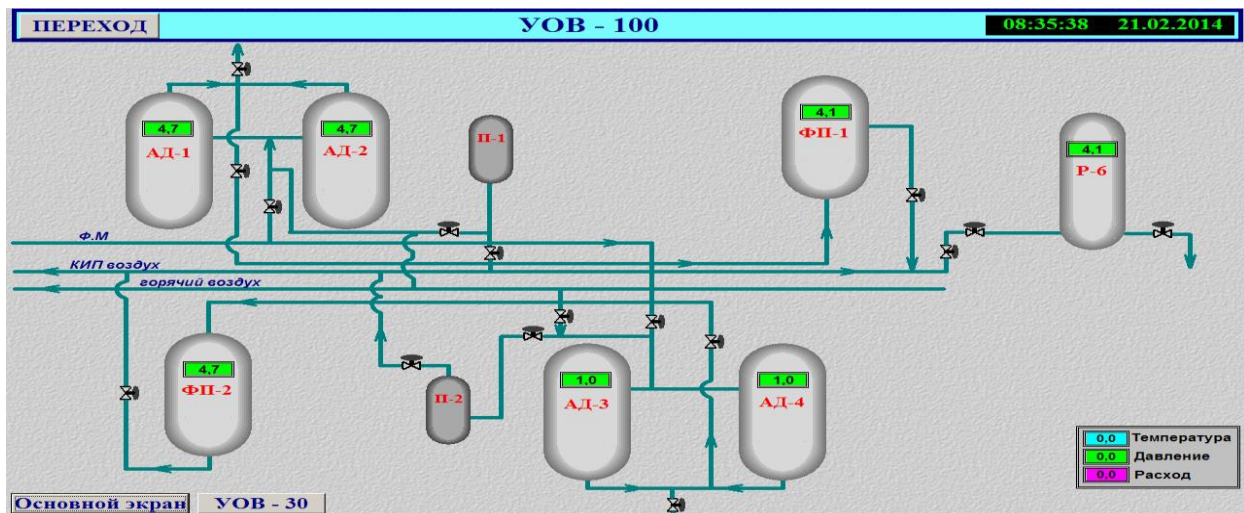 ПЕРЕХОД
УОВ - 100
08:35:38 21.02.2014
4,7
АД-1
4,7
АД-2
П-1
4,1
ФП-1
4,1
Р-6
Ф.М
КИП воздух
горячий воздух
4,7
ФП-2
П-2
1,0
АД-3
1,0
АД-4
0,0 Температура
0,0 Давление
0,0 Расход
Основной экран
УОВ - 30